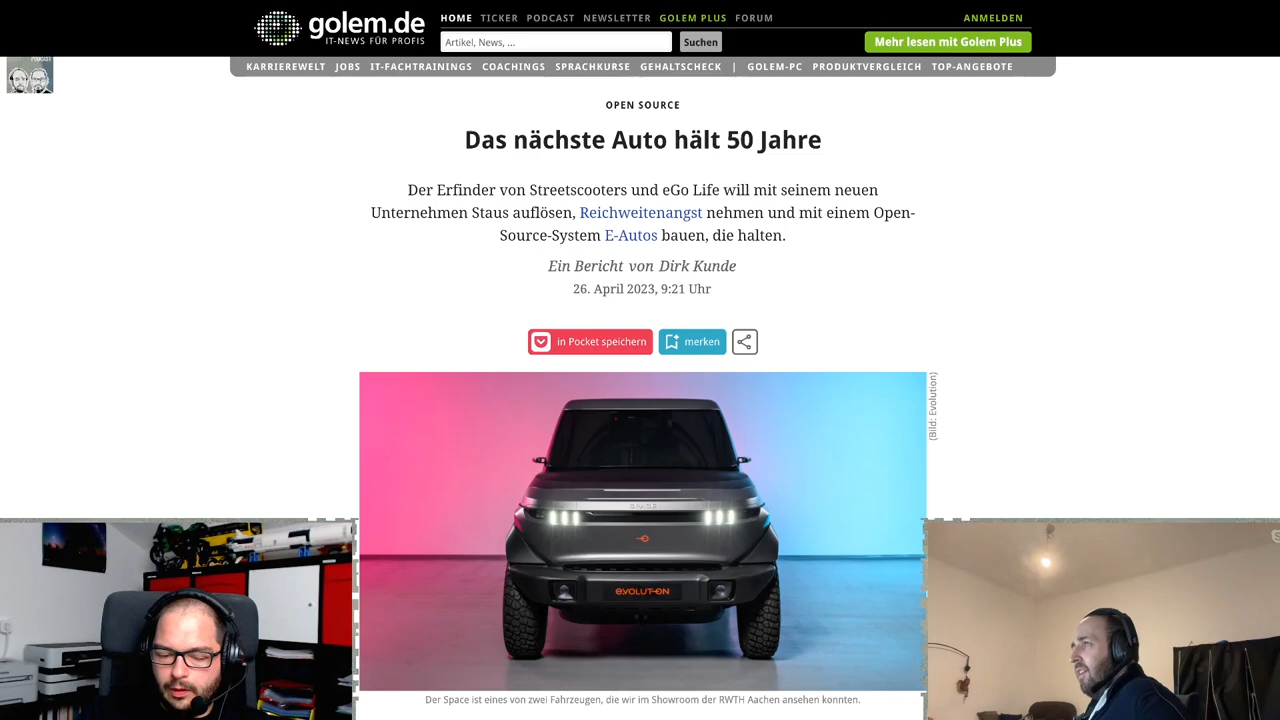 golem.de
IT-NEWS FÜR PROFIS
HOME TICKER PODCAST NEWSLETTER GOLEM PLUS FORUM
ANMELDEN
Artikel, News, ...
Suchen
Mehr lesen mit Golem Plus
PODCAST
KARRIEREWELT JOBS IT-FACHTRAININGS COACHINGS SPRACHKURSE GEHALTSCHECK | GOLEM-PC PRODUKTVERGLEICH TOP-ANGEBOTE
OPEN SOURCE
Das nächste Auto hält 50 Jahre
Der Erfinder von Streetscooters und eGo Life will mit seinem neuen
Unternehmen Staus auflösen, Reichweitenangst nehmen und mit einem Open-
Source-System E-Autos bauen, die halten.
Ein Bericht von Dirk Kunde
26. April 2023, 9:21 Uhr
in Pocket speichern
merken
(Bild: Evolution)
SPACE
EVOLUTION
Der Space ist eines von zwei Fahrzeugen, die wir im Showroom der RWTH Aachen ansehen konnten.